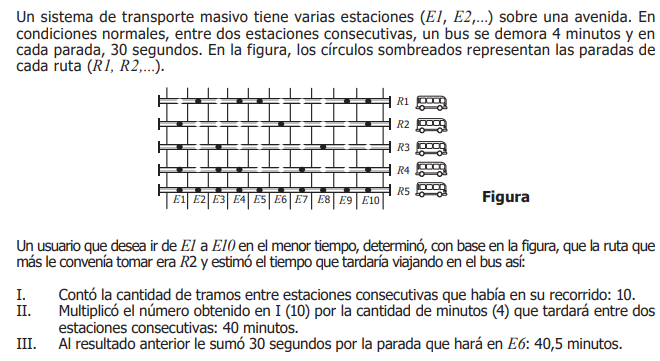 Un sistema de transporte masivo tiene varias estaciones (E1, E2,...) sobre una avenida. En
condiciones normales, entre dos estaciones consecutivas, un bus se demora 4 minutos y en
cada parada, 30 segundos. En la figura, los círculos sombreados representan las paradas de
cada ruta (R1, R2,...).
R1
R2
R3
R4
R5
E1 E2 E3 E4 E5 E6 E7 E8 E9 E10
Figura
Un usuario que desea ir de E1 a E10 en el menor tiempo, determinó, con base en la figura, que la ruta que
más le convenía tomar era R2 y estimó el tiempo que tardaría viajando en el bus así:
I. Contó la cantidad de tramos entre estaciones consecutivas que había en su recorrido: 10.
II. Multiplicó el número obtenido en I (10) por la cantidad de minutos (4) que tardará entre dos
estaciones consecutivas: 40 minutos.
III. Al resultado anterior le sumó 30 segundos por la parada que hará en E6: 40,5 minutos.